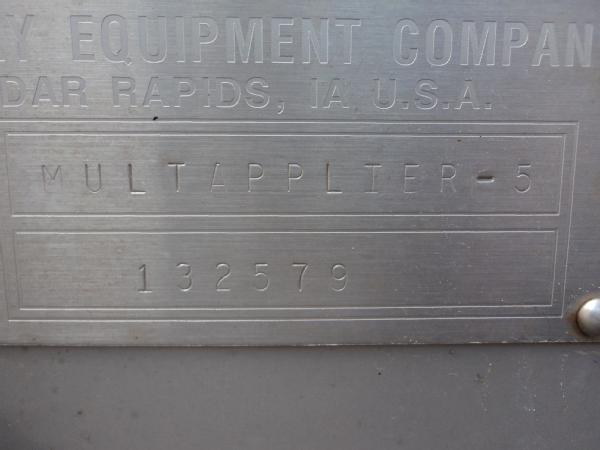 EQUIPMENT COMPAN
DAR RAPIDS, IA U.S.A.
MULTAPPLIER-5
132579